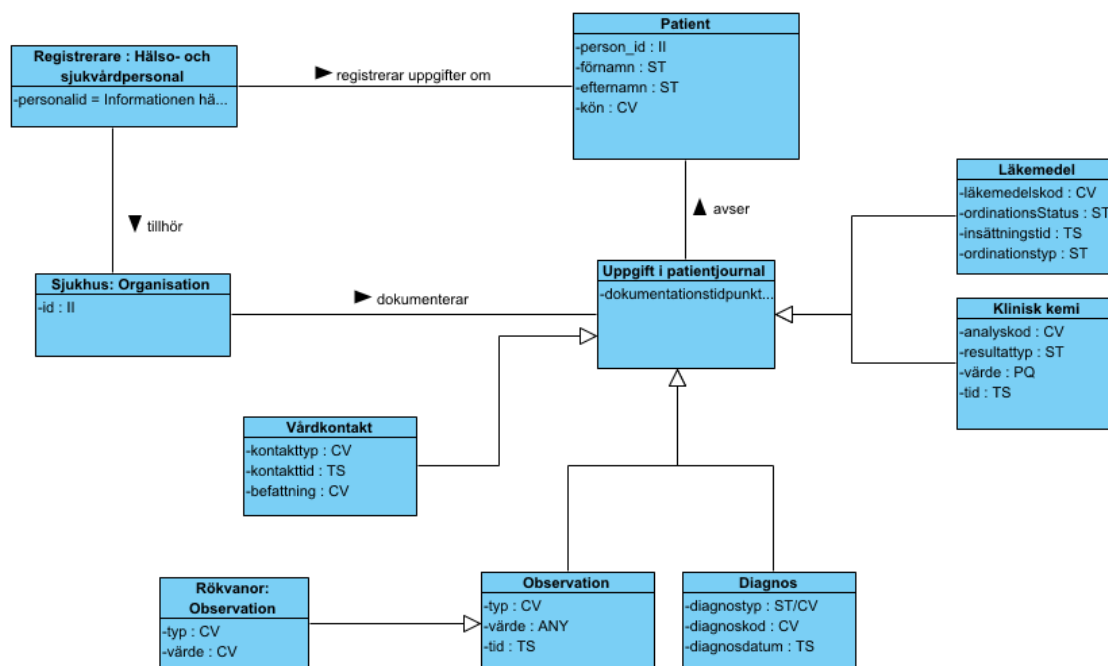 Patient
-person_id : II
-förnamn : ST
-efternamn : ST
-kön : CV
Registrerare : Hälso- och
sjukvårdpersonal
-personalid = Informationen hä...
registrerar uppgifter om
tillhör
avser
Läkemedel
-läkemedelskod : CV
-ordinationsStatus : ST
-insättningstid : TS
-ordinationstyp : ST
Sjukhus: Organisation
-id : II
dokumenterar
Uppgift i patientjournal
-dokumentationstidpunkt...
Klinisk kemi
-analyskod : CV
-resultattyp : ST
-värde : PQ
-tid : TS
Vårdkontakt
-kontakttyp : CV
-kontakttid : TS
-befattning : CV
Rökvanor:
Observation
-typ : CV
-värde : CV
Observation
-typ : CV
-värde : ANY
-tid : TS
Diagnos
-diagnostyp : ST/CV
-diagnoskod : CV
-diagnosdatum : TS